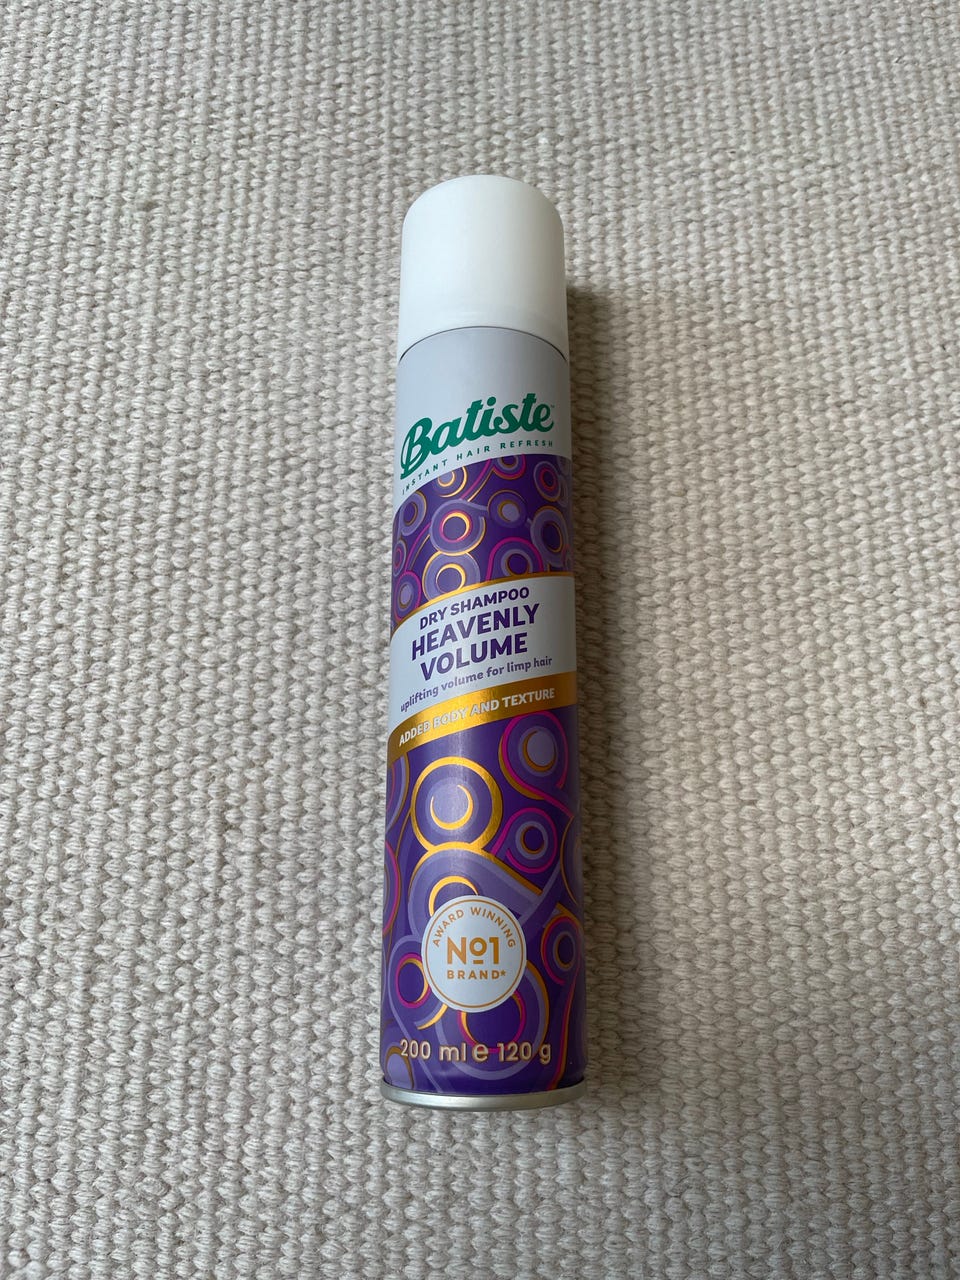 Batiste
INSTANT HAIR REFRESH
DRY SHAMPOO
HEAVENLY
VOLUME
uplifting volume for limp hair
ADDED BODY AND TEXTURE
AWARD WINNING
Nº1
BRAND*
200 ml e 120 g